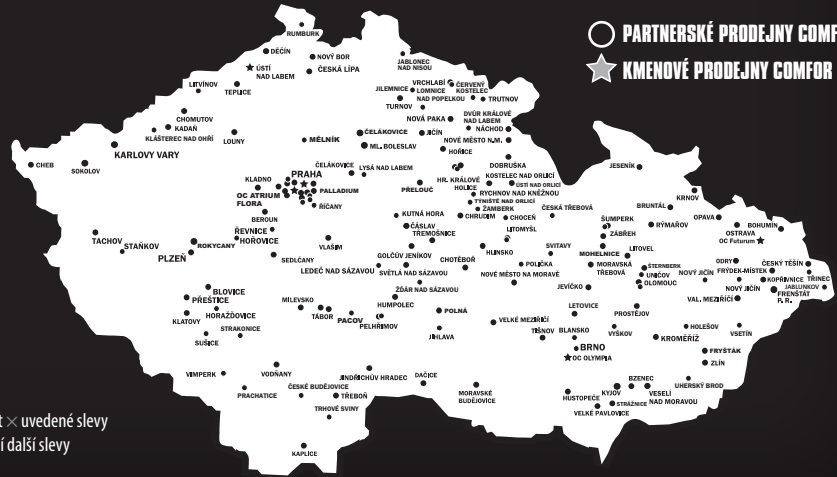 PARTNERSKÉ PRODEJNY COMF
KMENOVÉ PRODEJNY COMFOR
RUMBURK
DĚČÍN
NOVÝ BOR
ÚSTÍ
NAD LABEM
ČESKÁ LÍPA
JABLONEC
NAD NISOU
LITVÍNOV
TEPLICE
JILEMNICE
VRCHLABÍ
ČERVENÝ
KOSTELEC
LOMNICE
NAD POPELKOU
TRUTNOV
TURNOV
CHOMUTOV
KADAŇ
KLÁŠTEREC NAD OHŘÍ
LOUNY
MĚLNÍK
ČELÁKOVICE
ML. BOLESLAV
NOVÁ PAKA
JIČÍN
DVŮR KRÁLOVÉ
NAD LABEM
NÁCHOD
NOVÉ MĚSTO N.M.
HOŘICE
KARLOVY VARY
CHEB
SOKOLOV
ČELÁKOVICE
LYSÁ NAD LABEM
DOBRUŠKA
JESENÍK
KLADNO
PRAHA
PALLADIUM
OC ATRIUM
FLORA
ŘÍČANY
PŘELOUČ
HR. KRÁLOVÉ
HOLICE
KOSTELEC NAD ORLICÍ
ÚSTÍ NAD ORLICÍ
RYCHNOV NAD KNĚŽNOU
TÝNIŠTĚ NAD ORLICÍ
ŽAMBERK
BEROUN
KUTNÁ HORA
CHRUDIM
CHOCEŇ
ČESKÁ TŘEBOVÁ
BRUNTÁL
KRNOV
TACHOV
STAŇKOV
ŘEVNICE
HOŘOVICE
ROKYCANY
PLZEŇ
ČÁSLAV
TŘEMOŠNICE
LITOMYŠL
ŠUMPERK
ZÁBŘEH
RÝMAŘOV
OPAVA
BOHUMÍN
OSTRAVA
OC Futurum
VLAŠIM
SEDLČANY
GOLČŮV JENÍKOV
LEDEČ NAD SÁZAVOU
SVĚTLÁ NAD SÁZAVOU
CHOTĚBOŘ
HLINSKO
SVITAVY
POLIČKA
MOHELNICE
MORAVSKÁ
TŘEBOVÁ
LITOVEL
ŠTERNBERK
UNIČOV
OLOMOUC
ODRY
NOVÝ JIČÍN
ČESKÝ TĚŠÍN
FRÝDEK-MÍSTEK
KOPŘIVNICE
TŘINEC
JABLUNKOV
NOVÝ JIČÍN
FRENŠTÁT
P. R.
VAL. MEZIŘÍČÍ
BLOVICE
PŘEŠTICE
HORAŽĎOVICE
KLATOVY
SUŠICE
STRAKONICE
MILEVSKO
TÁBOR
PACOV
PELHŘIMOV
HUMPOLEC
ŽĎÁR NAD SÁZAVOU
NOVÉ MĚSTO NA MORAVĚ
JEVÍČKO
POLNÁ
JIHLAVA
VELKÉ MEZIŘÍČÍ
TIŠNOV
LETOVICE
BLANSKO
PROSTĚJOV
VYŠKOV
HOLEŠOV
VSETÍN
KROMĚŘÍŽ
BRNO
OC OLYMPIA
FRYŠTÁK
ZLÍN
VIMPERK
VODŇANY
PRACHATICE
ČESKÉ BUDĚJOVICE
TŘEBOŇ
TRHOVÉ SVINY
JINDŘICHŮV HRADEC
DAČICE
MORAVSKÉ
BUDĚJOVICE
HUSTOPEČE
VELKÉ PAVLOVICE
KYJOV
BZENEC
STRÁŽNICE
VESELÍ
NAD MORAVOU
UHERSKÝ BROD
KAPLICE
t × uvedené slevy
í další slevy